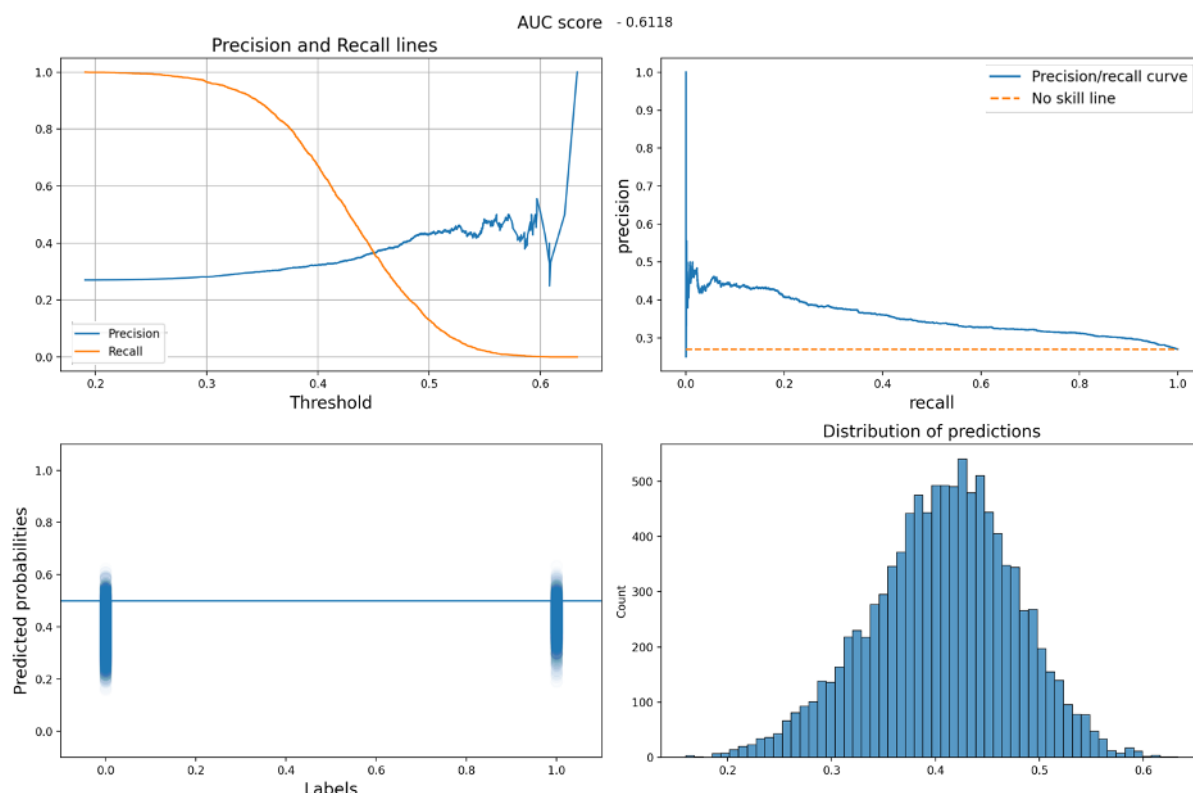 AUC score - 0.6118
Precision and Recall lines
1.0
0.8
0.6
0.4
0.2
0.0
Precision
Recall
0.2 0.3 0.4 0.5 0.6
Threshold
precision
1.0
0.9
0.8
0.7
0.6
0.5
0.4
0.3
Precision/recall curve
No skill line
0.0 0.2 0.4 0.6 0.8 1.0
recall
Predicted probabilities
1.0
0.8
0.6
0.4
0.2
0.0
0.0 0.2 0.4 0.6 0.8 1.0
Labels
Distribution of predictions
Count
500
400
300
200
100
0
0.2 0.3 0.4 0.5 0.6